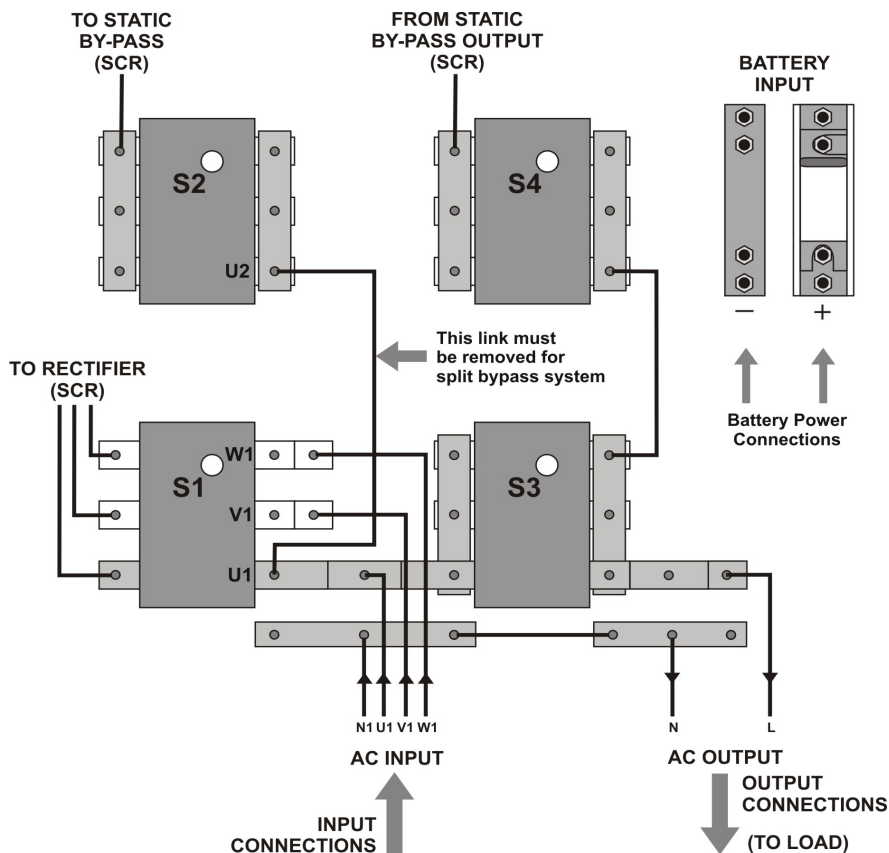 TO STATIC
BY-PASS
(SCR)
FROM STATIC
BY-PASS OUTPUT
(SCR)
BATTERY
INPUT
S2
S4
U2
− +
This link must
be removed for
split bypass system
TO RECTIFIER
(SCR)
Battery Power
Connections
W1
S1
S3
V1
U1
N1 U1 V1 W1
N
L
AC INPUT
AC OUTPUT
INPUT
CONNECTIONS
OUTPUT
CONNECTIONS
(TO LOAD)